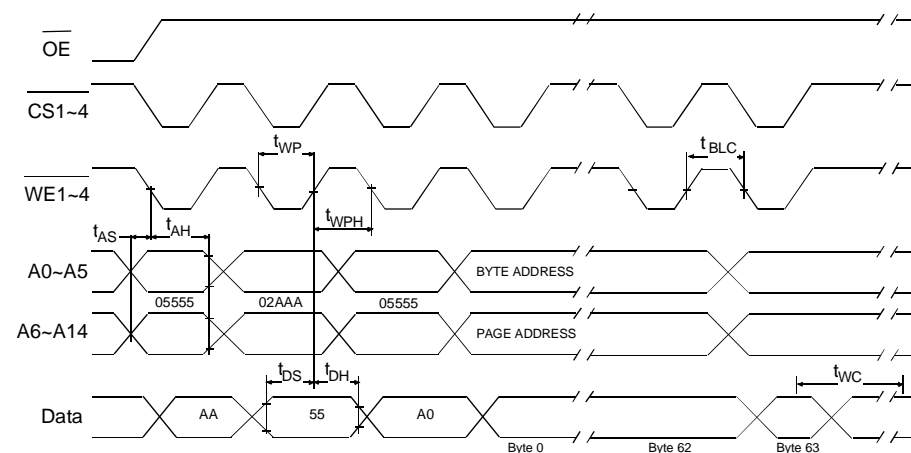 OE
CS1~4
tWP
tBLC
WE1~4
tWPH
tAS
tAH
A0~A5
BYTE ADDRESS
05555
02AAA
05555
A6~A14
PAGE ADDRESS
tDS
tDH
tWC
Data
AA
55
A0
Byte 0
Byte 62
Byte 63